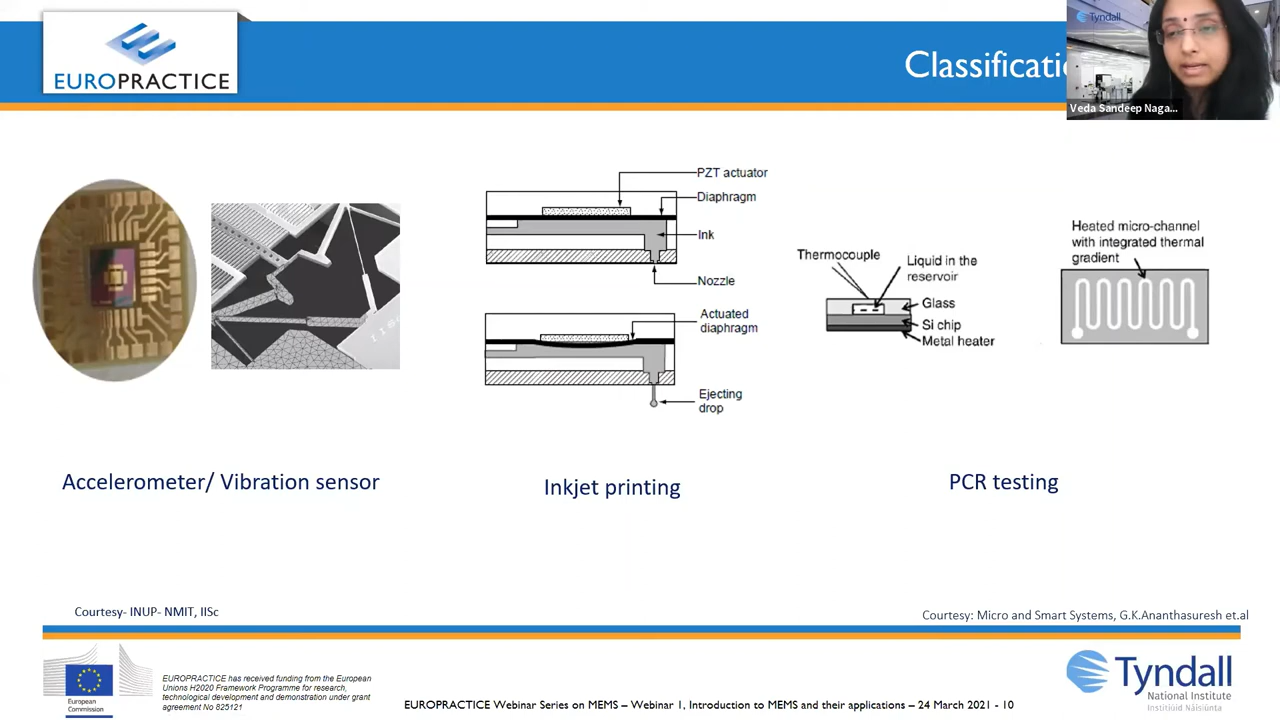 EUROPRACTICE
Classificatio
Tyndall
Veda Sandeep Naga...
PZT actuator
Diaphragm
Ink
Nozzle
Actuated
diaphragm
Ejecting
drop
Thermocouple
Liquid in the
reservoir
Glass
Si chip
Metal heater
Heated micro-channel
with integrated thermal
gradient
Accelerometer/ Vibration sensor
Inkjet printing
PCR testing
Courtesy- INUP- NMIT, IISc
Courtesy: Micro and Smart Systems, G.K.Ananthasuresh et.al
European
Commission
EUROPRACTICE has received funding from the European
Unions H2020 Framework Programme for research,
technological development and demonstration under grant
agreement No 825121
EUROPRACTICE Webinar Series on MEMS – Webinar 1, Introduction to MEMS and their applications – 24 March 2021 - 10
Tyndall
National Institute
Institiúid Náisiúnta